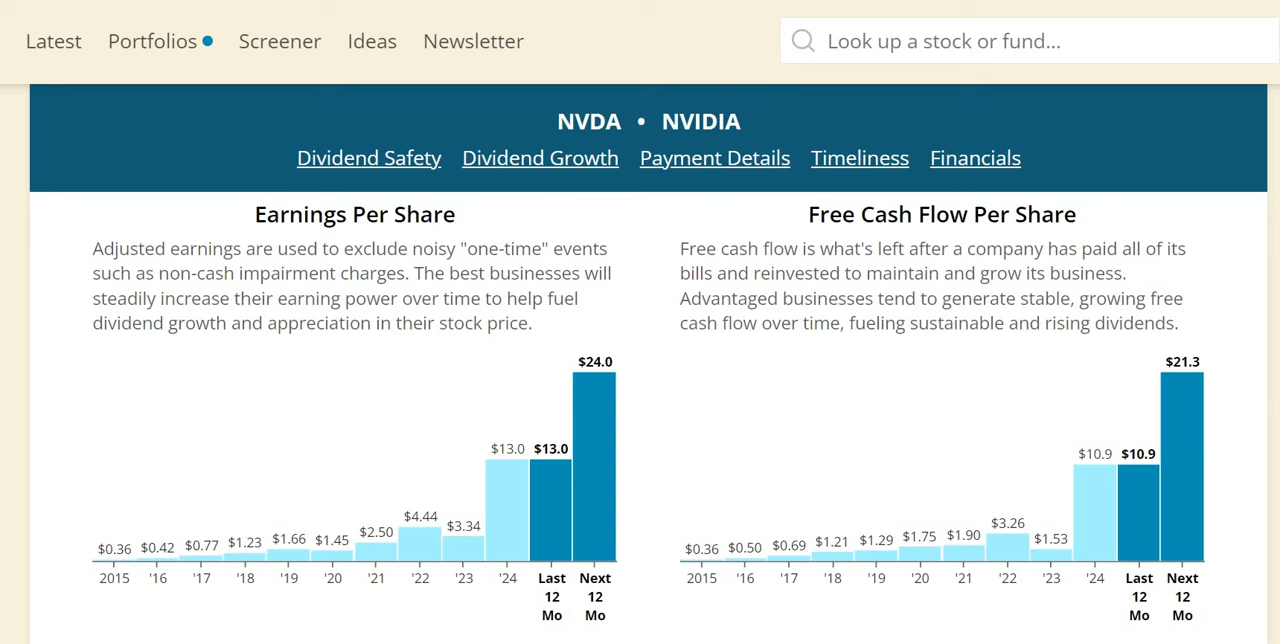 Latest Portfolios Screener Ideas Newsletter
Look up a stock or fund...
NVDA • NVIDIA
Dividend Safety Dividend Growth Payment Details Timeliness Financials
Earnings Per Share
Adjusted earnings are used to exclude noisy "one-time" events
such as non-cash impairment charges. The best businesses will
steadily increase their earning power over time to help fuel
dividend growth and appreciation in their stock price.
$0.36 $0.42 $0.77 $1.23 $1.66 $1.45 $2.50 $4.44 $3.34 $13.0 $13.0 $24.0
2015 '16 '17 '18 '19 '20 '21 '22 '23 '24 Last Next
12 12
Mo Mo
Free Cash Flow Per Share
Free cash flow is what's left after a company has paid all of its
bills and reinvested to maintain and grow its business.
Advantaged businesses tend to generate stable, growing free
cash flow over time, fueling sustainable and rising dividends.
$0.36 $0.50 $0.69 $1.21 $1.29 $1.75 $1.90 $3.26 $1.53 $10.9 $10.9 $21.3
2015 '16 '17 '18 '19 '20 '21 '22 '23 '24 Last Next
12 12
Mo Mo